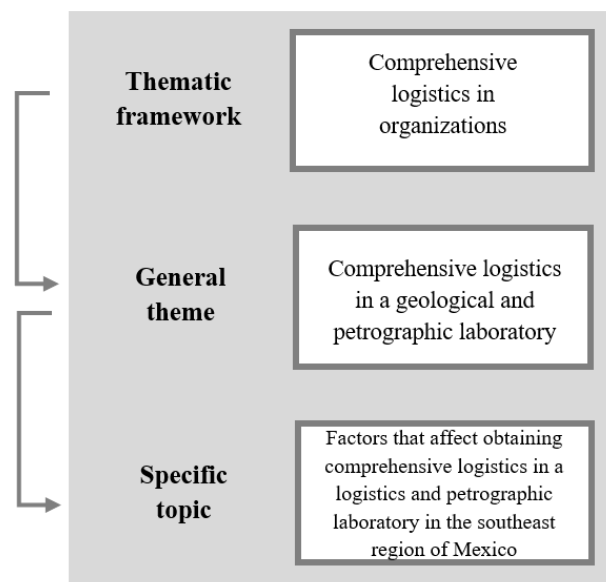 Thematic
framework
Comprehensive
logistics in
organizations
General
theme
Comprehensive logistics
in a geological and
petrographic laboratory
Specific
topic
Factors that affect obtaining
comprehensive logistics in a
logistics and petrographic
laboratory in the southeast
region of Mexico